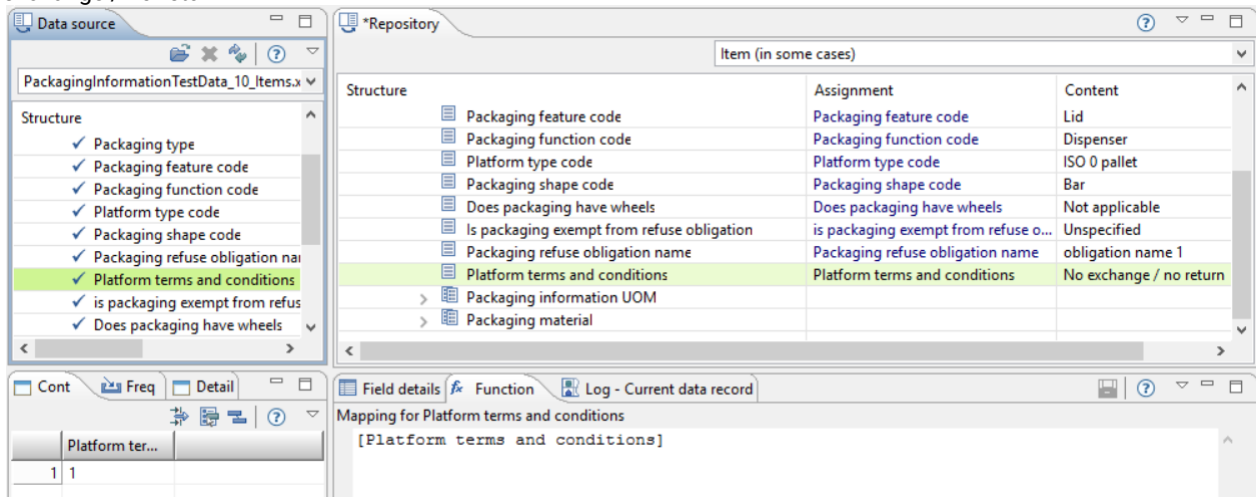 Data source
PackagingInformationTestData_10_Items.x
Structure
Packaging type
Packaging feature code
Packaging function code
Platform type code
Packaging shape code
Packaging refuse obligation nai
Platform terms and conditions
is packaging exempt from refus
Does packaging have wheels
*Repository
Item (in some cases)
Structure Assignment Content
Packaging feature code Packaging feature code Lid
Packaging function code Packaging function code Dispenser
Platform type code Platform type code ISO 0 pallet
Packaging shape code Packaging shape code Bar
Does packaging have wheels Does packaging have wheels Not applicable
Is packaging exempt from refuse obligation is packaging exempt from refuse o... Unspecified
Packaging refuse obligation name Packaging refuse obligation name obligation name 1
Platform terms and conditions Platform terms and conditions No exchange / no return
Packaging information UOM
Packaging material
Cont Freq Detail
Platform ter...
1 1
Field details fx Function Log - Current data record
Mapping for Platform terms and conditions
[Platform terms and conditions]